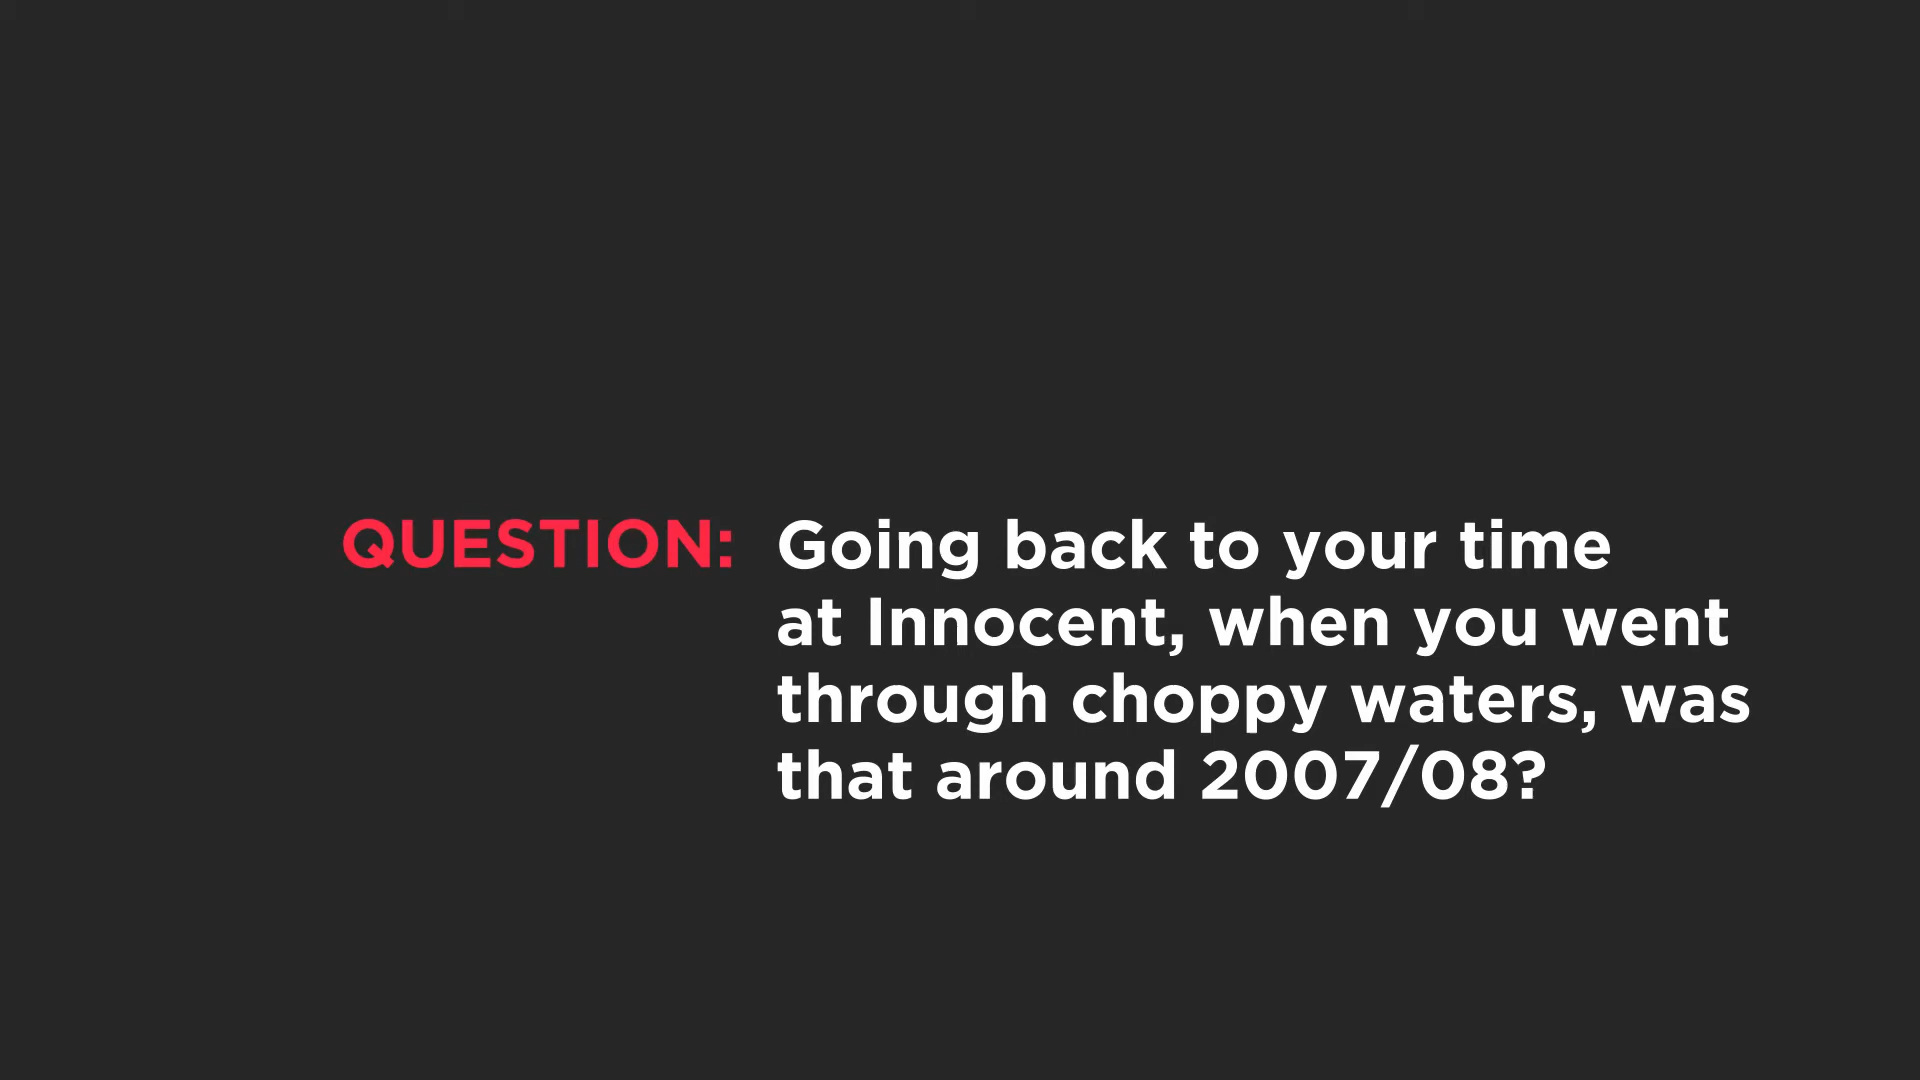 QUESTION: Going back to your time
at Innocent, when you went
through choppy waters, was
that around 2007/08?